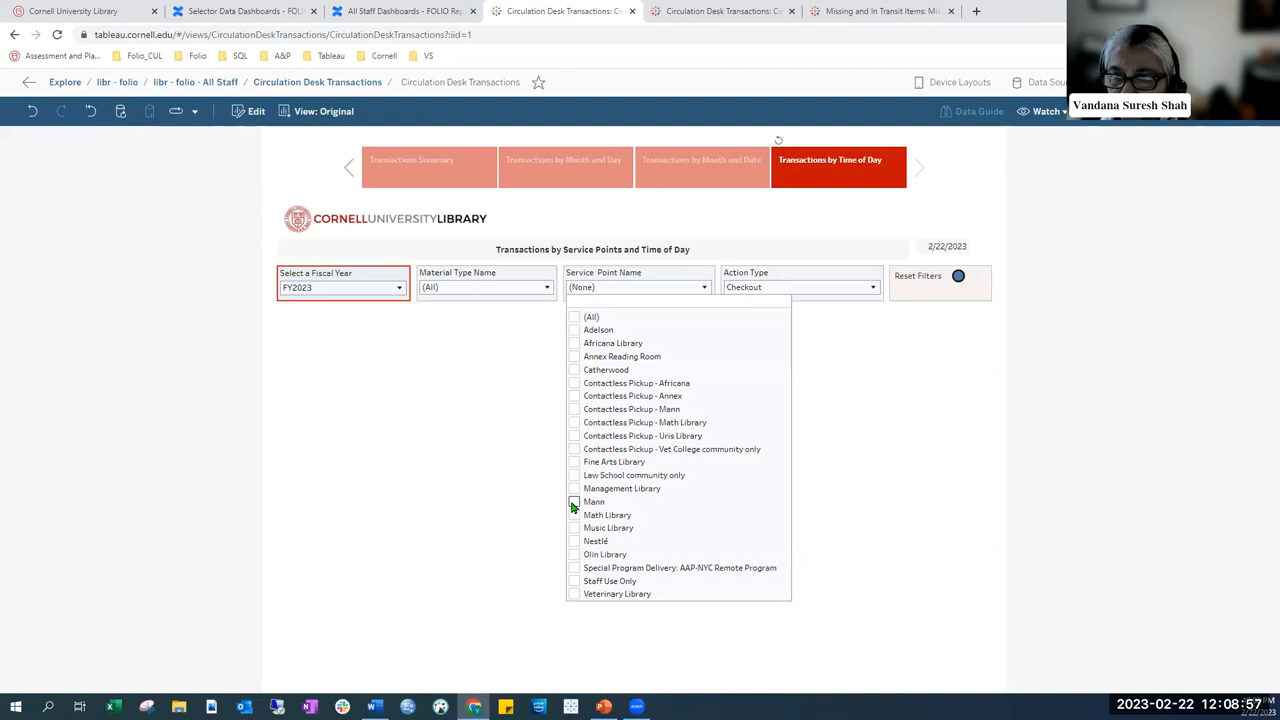 Cornell University Library
Selector Data Dashboards - FOLIO
All Staff Dashboards - FOLIO Rep
Circulation Desk Transactions: Ci
Circulation Desk Transactions: Ci
Missing and In Transit Items: Mi
tableau.cornell.edu/#/views/CirculationDeskTransactions/CirculationDeskTransactions?:iid=1
Assessment and Pla...
Folio_CUL
Folio
SQL
A&P
Tableau
Cornell
VS
Explore / libr - folio / libr - folio - All Staff / Circulation Desk Transactions / Circulation Desk Transactions
Device Layouts
Data Sou
Vandana Suresh Shah
Edit
View: Original
Data Guide
Watch
Transactions Summary
Transactions by Month and Day
Transactions by Month and Date
Transactions by Time of Day
CORNELLUNIVERSITYLIBRARY
Transactions by Service Points and Time of Day
2/22/2023
Select a Fiscal Year
FY2023
Material Type Name
(All)
Service Point Name
(None)
Action Type
Checkout
Reset Filters
(All)
Adelson
Africana Library
Annex Reading Room
Catherwood
Contactless Pickup - Africana
Contactless Pickup - Annex
Contactless Pickup - Mann
Contactless Pickup - Math Library
Contactless Pickup - Uris Library
Contactless Pickup - Vet College community only
Fine Arts Library
Law School community only
Management Library
Mann
Math Library
Music Library
Nestlé
Olin Library
Special Program Delivery: AAP-NYC Remote Program
Staff Use Only
Veterinary Library
2023-02-22 12:08:57